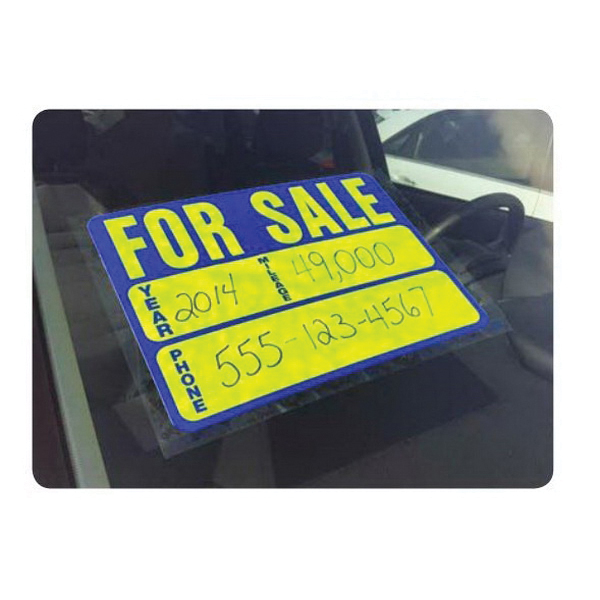 FOR SALE
YEAR 2014 MILEAGE 49,000
PHONE 555-123-4567